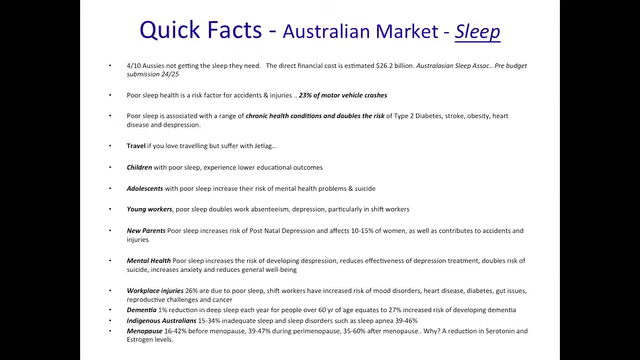 Quick Facts - Australian Market - Sleep
• 4/10 Aussies not getting the sleep they need. The direct financial cost is estimated $26.2 billion. Australasian Sleep Assoc.. Pre budget
submission 24/25
• Poor sleep health is a risk factor for accidents & injuries .. 23% of motor vehicle crashes
• Poor sleep is associated with a range of chronic health conditions and doubles the risk of Type 2 Diabetes, stroke, obesity, heart
disease and despression.
• Travel if you love travelling but suffer with Jetlag...
• Children with poor sleep, experience lower educational outcomes
• Adolescents with poor sleep increase their risk of mental health problems & suicide
• Young workers, poor sleep doubles work absenteeism, depression, particularly in shift workers
• New Parents Poor sleep increases risk of Post Natal Depression and affects 10-15% of women, as well as contributes to accidents and
injuries
• Mental Health Poor sleep increases the risk of developing despression, reduces effectiveness of depression treatment, doubles risk of
suicide, increases anxiety and reduces general well-being
• Workplace injuries 26% are due to poor sleep, shift workers have increased risk of mood disorders, heart disease, diabetes, gut issues,
reproductive challenges and cancer
• Dementia 1% reduction in deep sleep each year for people over 60 yr of age equates to 27% increased risk of developing dementia
• Indigenous Australians 15-34% inadequate sleep and sleep disorders such as sleep apnea 39-46%
• Menopause 16-42% before menopause, 39-47% during perimenopause, 35-60% after menopause.. Why? A reduction in Serotonin and
Estrogen levels.